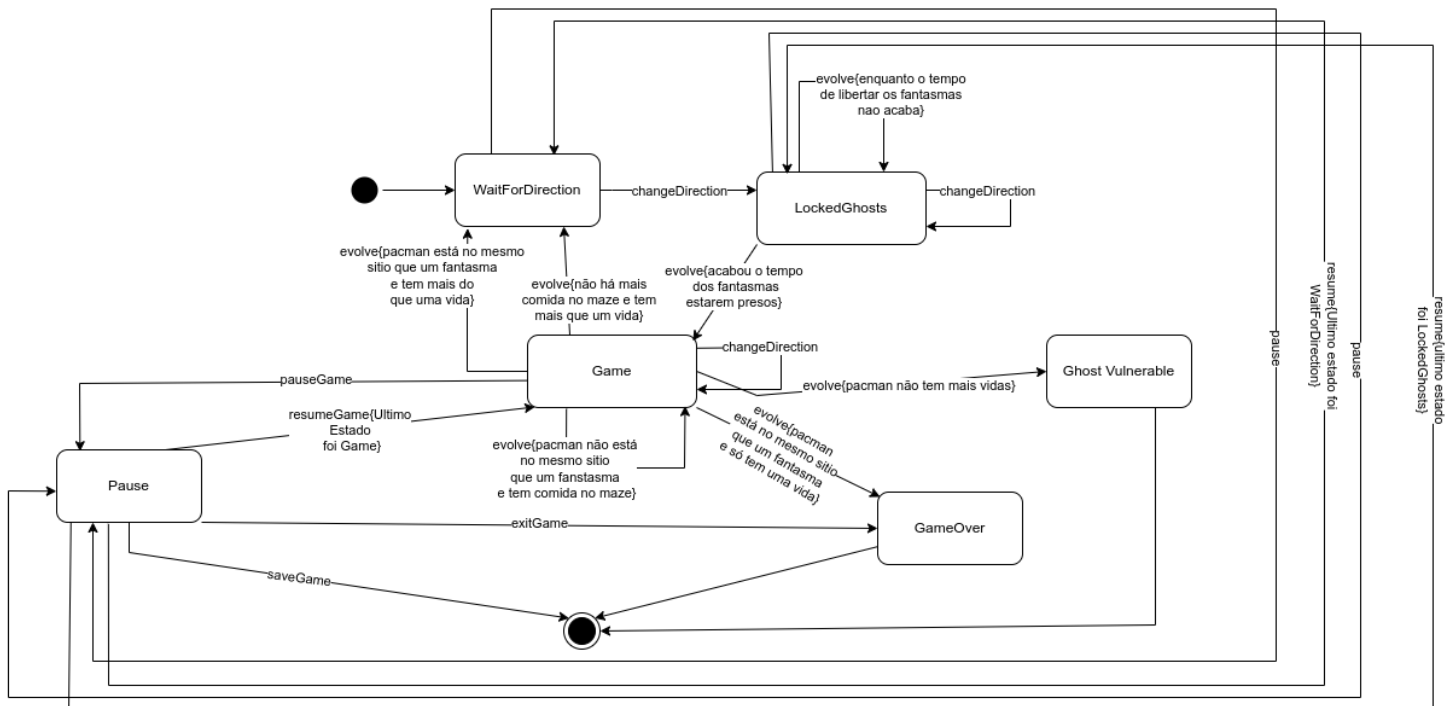 evolve{enquanto o tempo
de libertar os fantasmas
nao acaba}
WaitForDirection
changeDirection
LockedGhosts
changeDirection
evolve{pacman está no mesmo
sitio que um fantasma
e tem mais do
que uma vida}
evolve{não há mais
comida no maze e tem
mais que um vida}
evolve{acabou o tempo
dos fantasmas
estarem presos}
resume{Ultimo estado foi
WaitForDirection}
pause
pause
resume{ultimo estado
foi LockedGhosts}
Game
changeDirection
Ghost Vulnerable
pauseGame
evolve{pacman não tem mais vidas}
resumeGame{Ultimo
Estado
foi Game}
evolve{pacman não está
no mesmo sitio
que um fanstasma
e tem comida no maze}
evolve{pacman
está no mesmo sitio
que um fantasma
e só tem uma vida}
Pause
exitGame
GameOver
saveGame